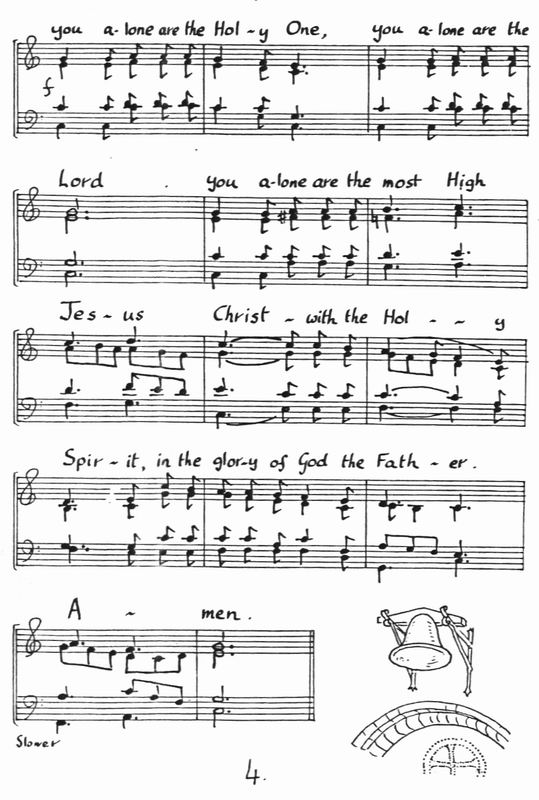 you a-lone are the Hol-y One, you a-lone are the
f
Lord. you a-lone are the most High
Jes-us Christ - with the Hol - - y
Spir-it, in the glor-y of God the Fath-er.
A - men.
Slower
4.